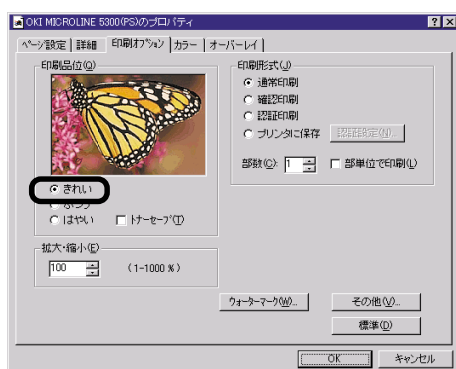 OKI MICROLINE 5300(PS)のプロパティ
ページ設定 詳細 印刷オプション カラー オーバーレイ
印刷品位(Q)
きれい
ふつう
はやい トナーセーブ(T)
拡大・縮小(E)
100 (1-1000 %)
印刷形式(J)
通常印刷
確認印刷
認証印刷
プリンタに保存 認証設定(N)...
部数(C): 1 部単位で印刷(L)
ウォーターマーク(W)... その他(V)...
標準(D)
OK キャンセル